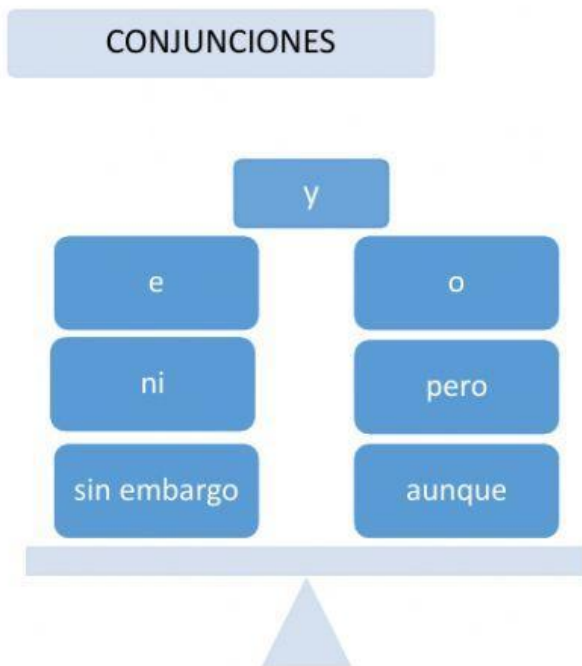 CONJUNCIONES
y
e
o
ni
pero
sin embargo
aunque